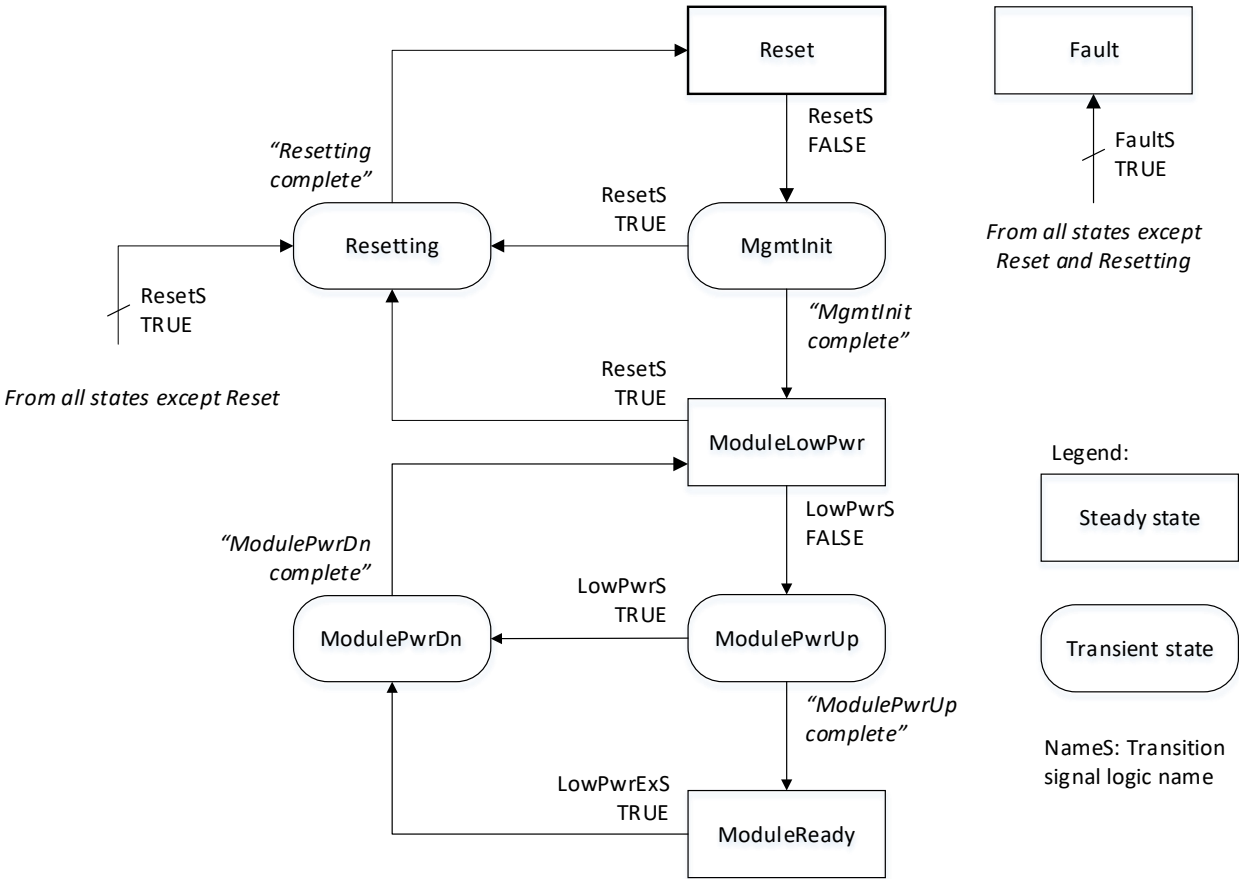 Reset
Fault
ResetS
FALSE
FaultS
TRUE
“Resetting
complete”
ResetS
TRUE
Resetting
MgmtInit
From all states except
Reset and Resetting
ResetS
TRUE
“MgmtInit
complete”
From all states except Reset
ResetS
TRUE
ModuleLowPwr
Legend:
LowPwrS
FALSE
Steady state
“ModulePwrDn
complete”
LowPwrS
TRUE
ModulePwrDn
ModulePwrUp
Transient state
“ModulePwrUp
complete”
NameS: Transition
signal logic name
LowPwrExS
TRUE
ModuleReady